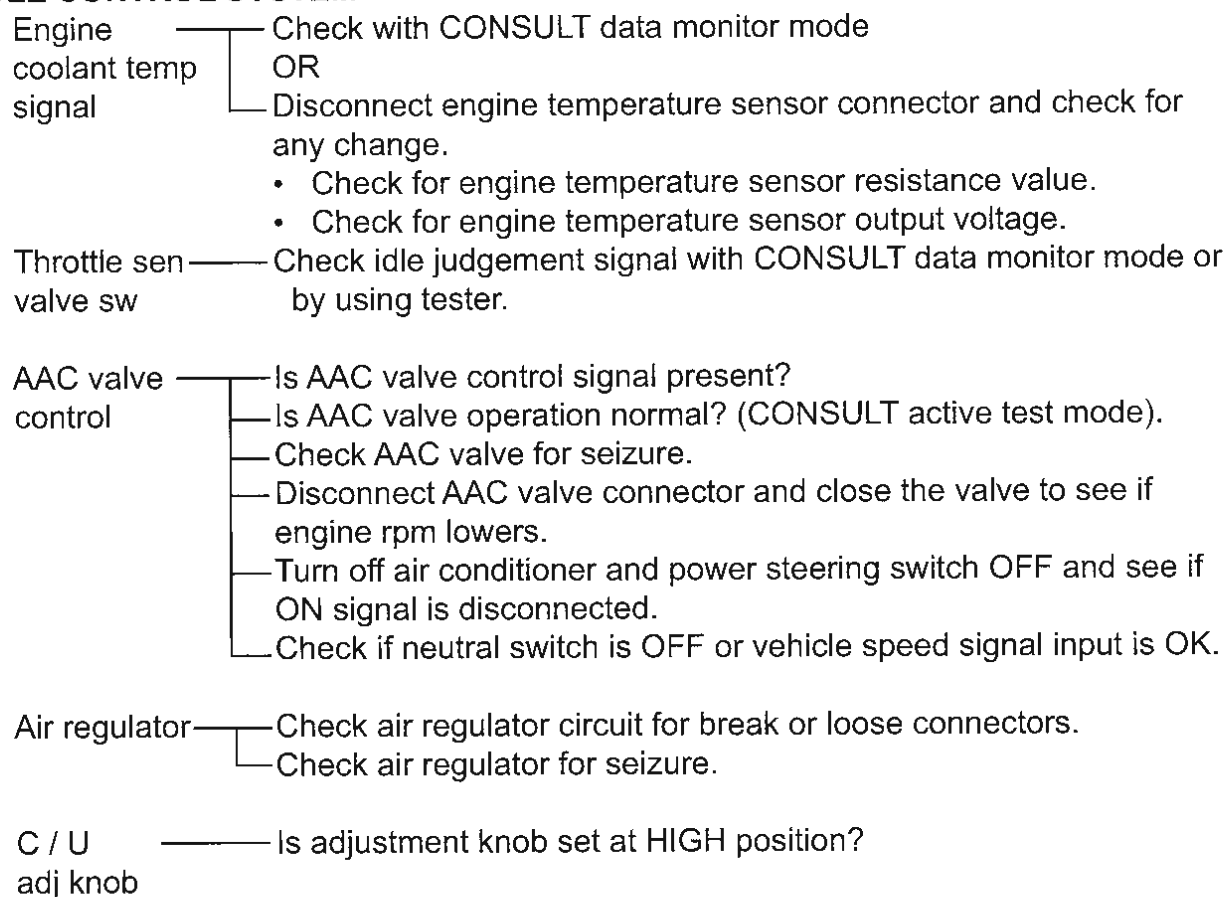 Engine
coolant temp
signal
Check with CONSULT data monitor mode
OR
Disconnect engine temperature sensor connector and check for
any change.
• Check for engine temperature sensor resistance value.
• Check for engine temperature sensor output voltage.
Throttle sen
valve sw
Check idle judgement signal with CONSULT data monitor mode or
by using tester.
AAC valve
control
Is AAC valve control signal present?
Is AAC valve operation normal? (CONSULT active test mode).
Check AAC valve for seizure.
Disconnect AAC valve connector and close the valve to see if
engine rpm lowers.
Turn off air conditioner and power steering switch OFF and see if
ON signal is disconnected.
Check if neutral switch is OFF or vehicle speed signal input is OK.
Air regulator
Check air regulator circuit for break or loose connectors.
Check air regulator for seizure.
C / U
adj knob
Is adjustment knob set at HIGH position?